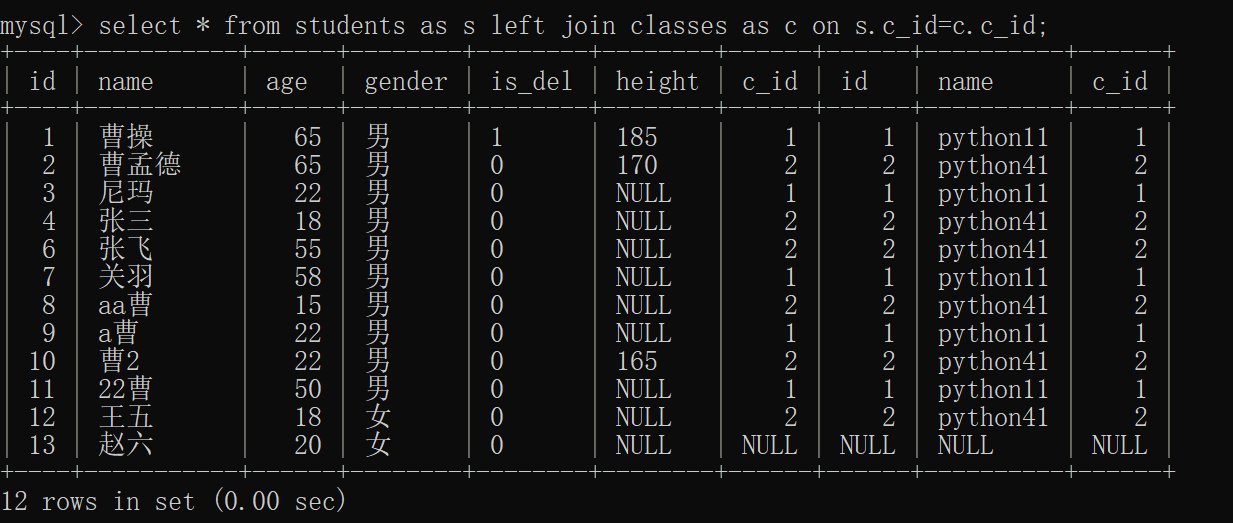 mysql> select * from students as s left join classes as c on s.c_id=c.c_id;
+----+--------+-----+--------+--------+--------+------+------+----------+------+
| id | name | age | gender | is_del | height | c_id | id | name | c_id |
+----+--------+-----+--------+--------+--------+------+------+----------+------+
| 1 | 曹操 | 65 | 男 | 1 | 185 | 1 | 1 | python11 | 1 |
| 2 | 曹孟德 | 65 | 男 | 0 | 170 | 2 | 2 | python41 | 2 |
| 3 | 尼玛 | 22 | 男 | 0 | NULL | 1 | 1 | python11 | 1 |
| 4 | 张三 | 18 | 男 | 0 | NULL | 2 | 2 | python41 | 2 |
| 6 | 张飞 | 55 | 男 | 0 | NULL | 2 | 2 | python41 | 2 |
| 7 | 关羽 | 58 | 男 | 0 | NULL | 1 | 1 | python11 | 1 |
| 8 | aa曹 | 15 | 男 | 0 | NULL | 2 | 2 | python41 | 2 |
| 9 | a曹 | 22 | 男 | 0 | NULL | 1 | 1 | python11 | 1 |
| 10 | 曹2 | 22 | 男 | 0 | 165 | 2 | 2 | python41 | 2 |
| 11 | 22曹 | 50 | 男 | 0 | NULL | 1 | 1 | python11 | 1 |
| 12 | 王五 | 18 | 女 | 0 | NULL | 2 | 2 | python41 | 2 |
| 13 | 赵六 | 20 | 女 | 0 | NULL | NULL | NULL | NULL | NULL |
+----+--------+-----+--------+--------+--------+------+------+----------+------+
12 rows in set (0.00 sec)